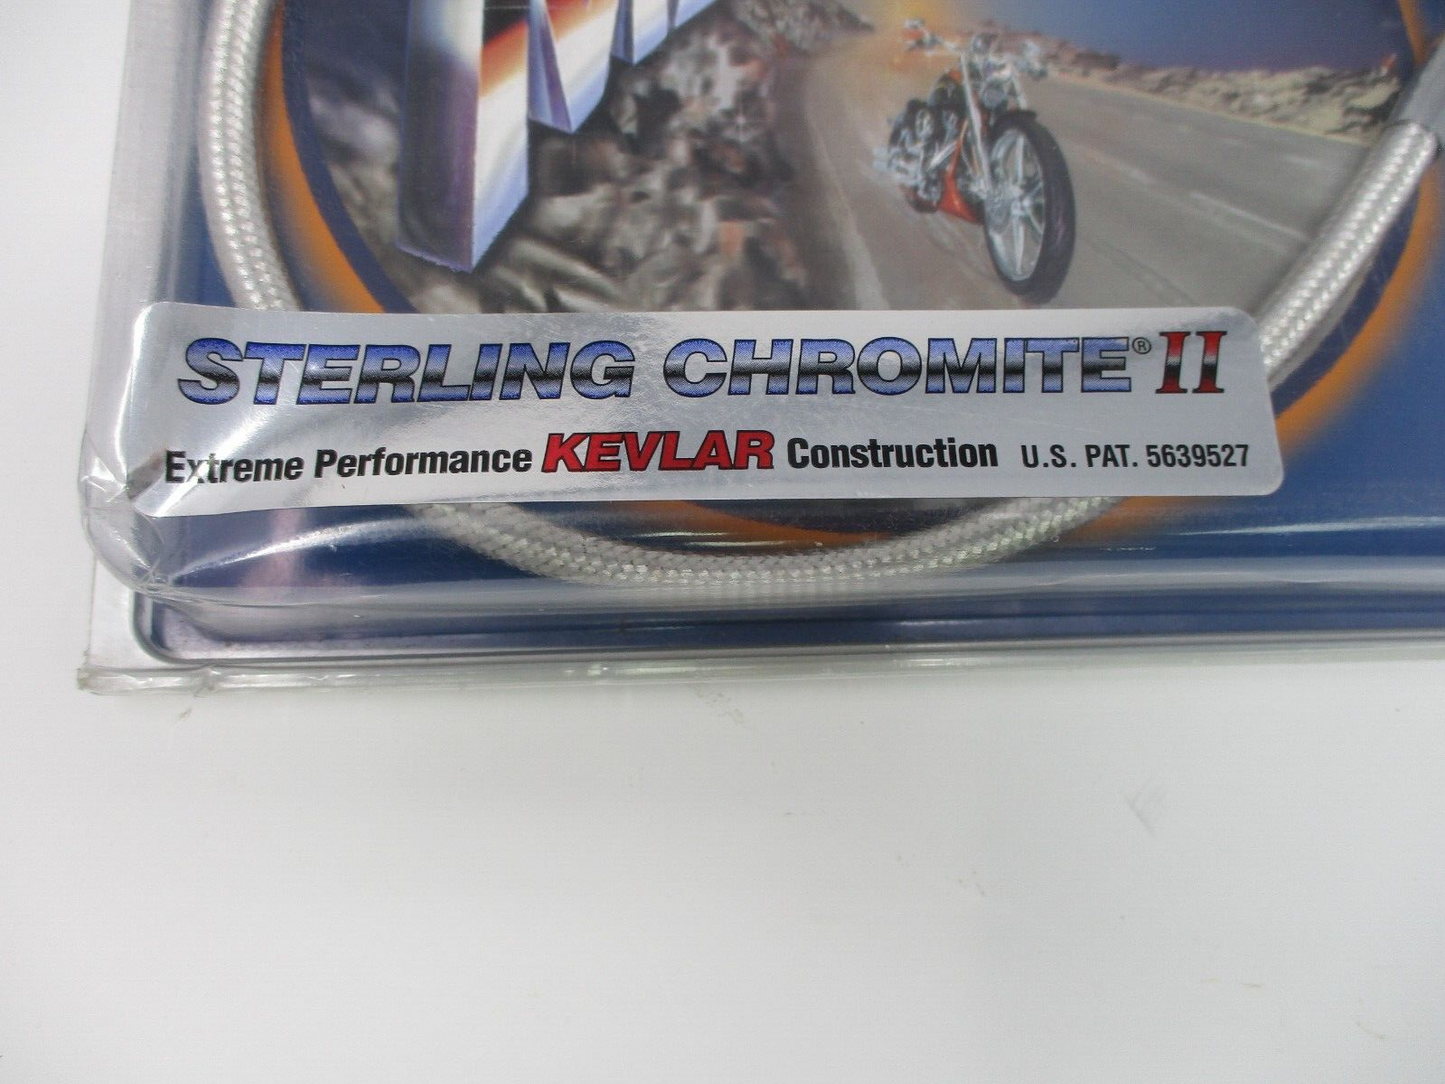 STERLING CHROMITE® II
Extreme Performance KEVLAR Construction U.S. PAT. 5639527